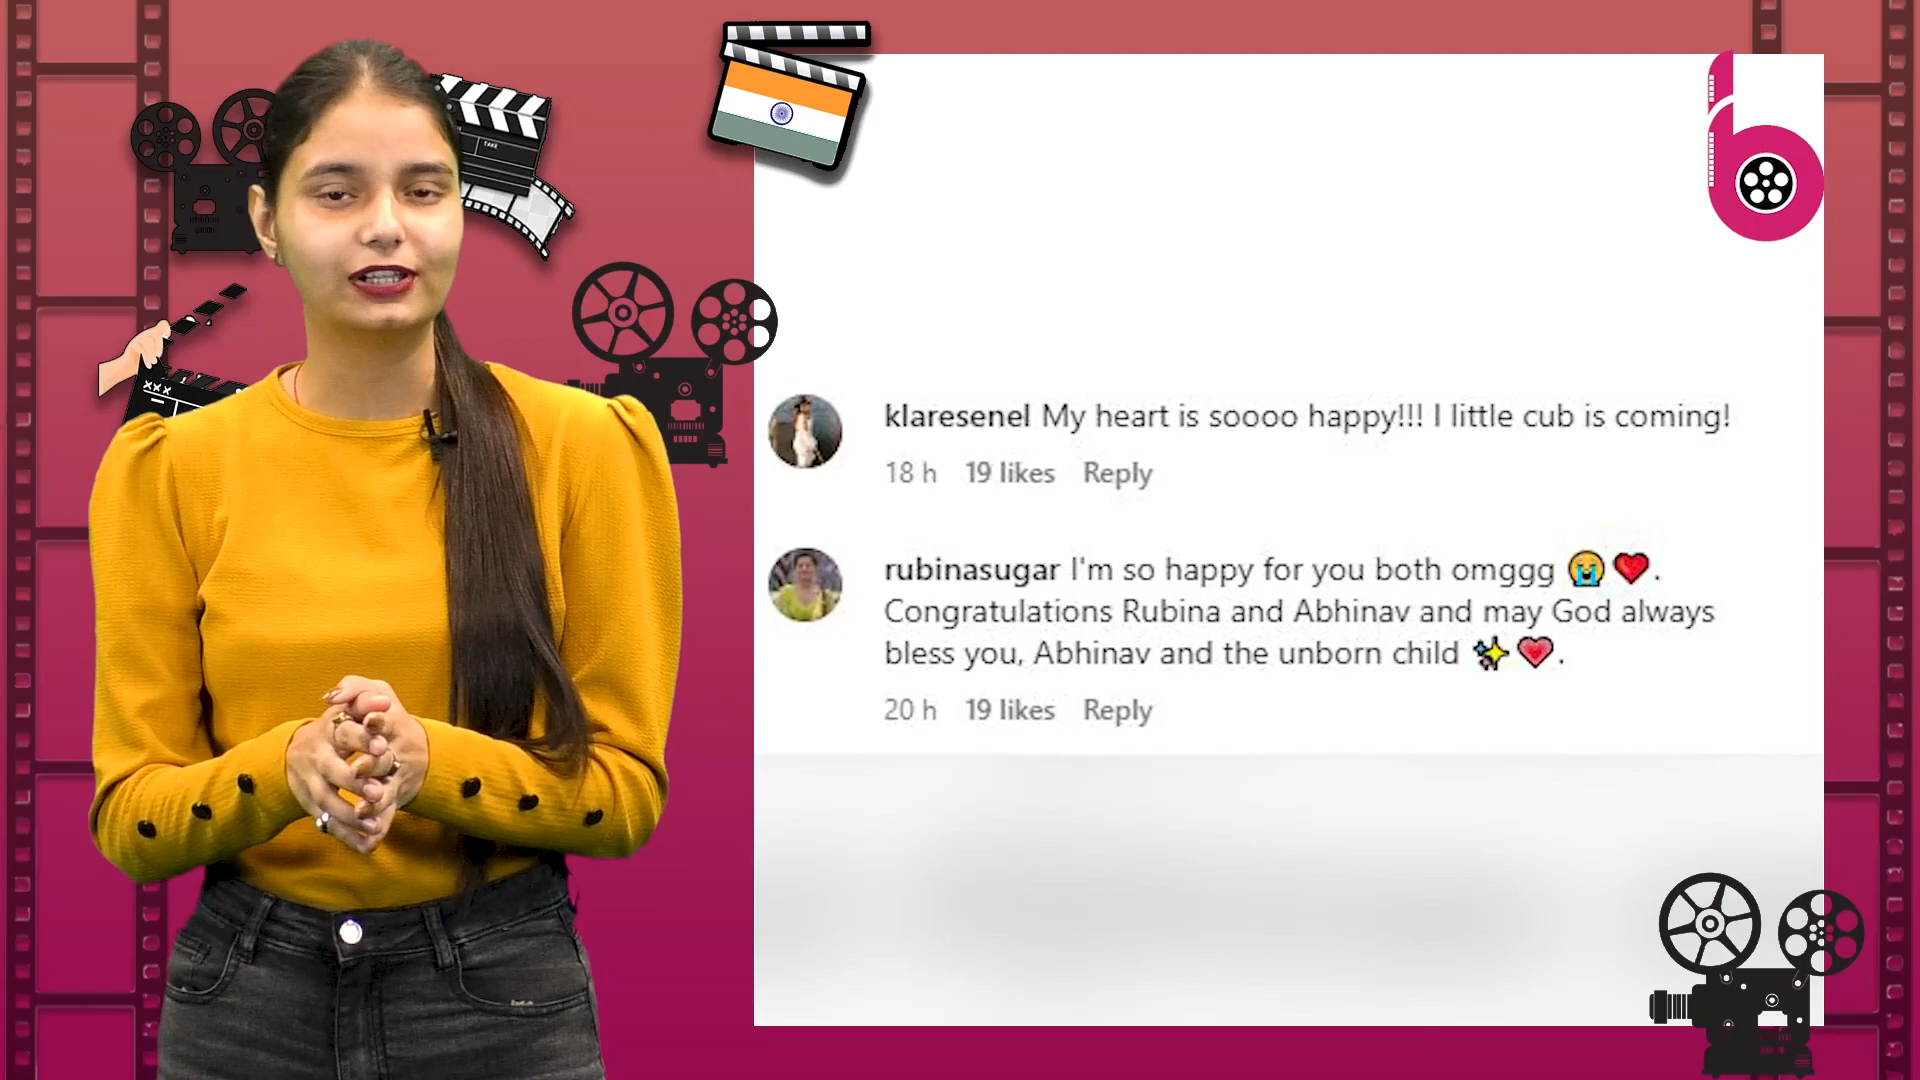 TAKE
XXX
klaresenel My heart is soooo happy!!! I little cub is coming!
18 h 19 likes Reply
rubinasugar I'm so happy for you both omggg 😭❤️.
Congratulations Rubina and Abhinav and may God always
bless you, Abhinav and the unborn child ✨💗.
20 h 19 likes Reply